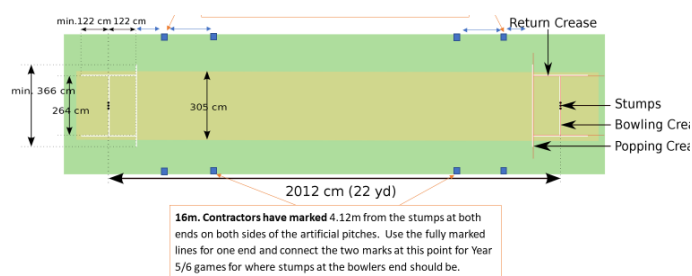 min.122 cm 122 cm
Return Crease
min. 366 cm
264 cm
305 cm
Stumps
Bowling Crea
Popping Crea
2012 cm (22 yd)
16m. Contractors have marked 4.12m from the stumps at both
ends on both sides of the artificial pitches. Use the fully marked
lines for one end and connect the two marks at this point for Year
5/6 games for where stumps at the bowlers end should be.